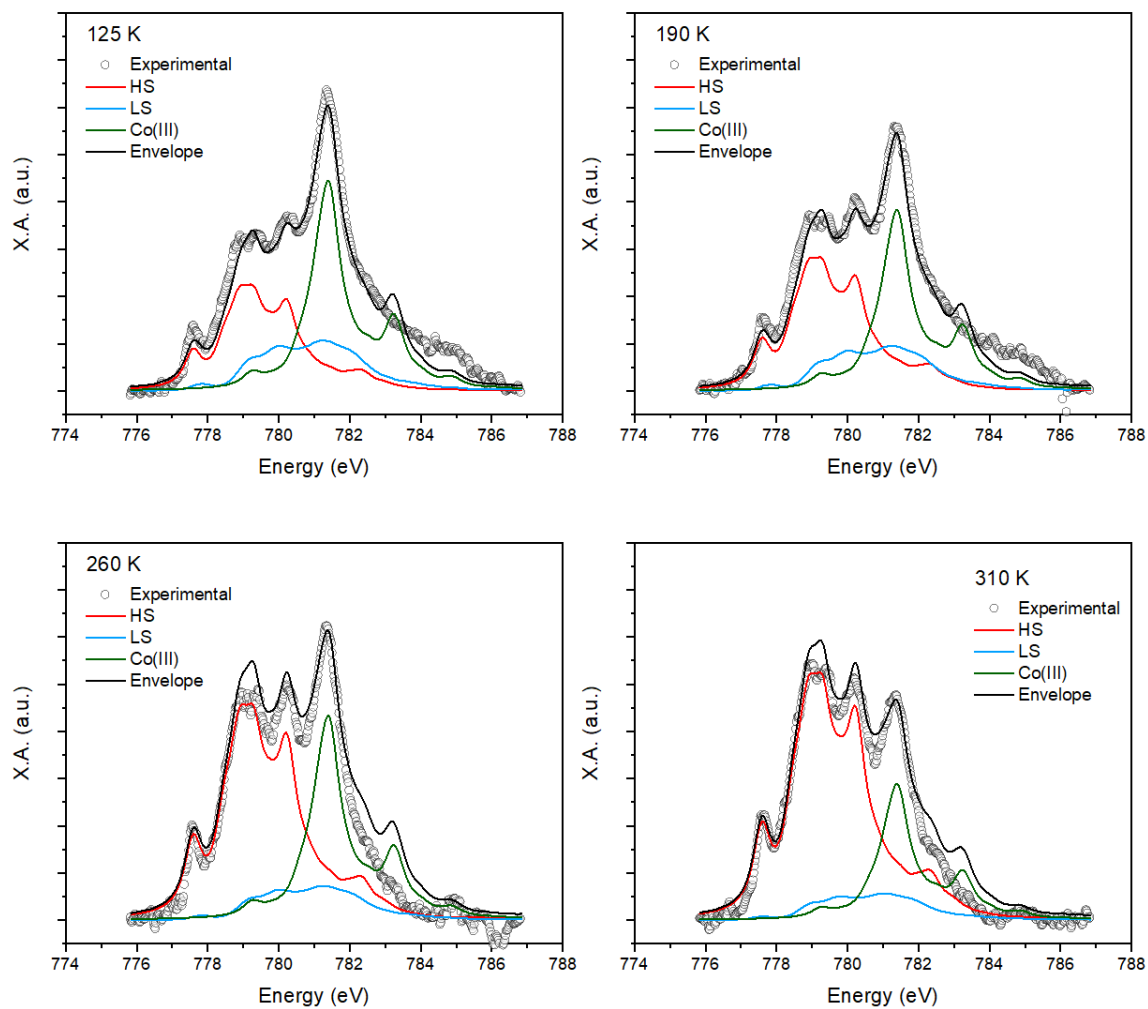 125 K
Experimental
HS
LS
Co(III)
Envelope
X.A. (a.u.)
774 776 778 780 782 784 786 788
Energy (eV)
190 K
Experimental
HS
LS
Co(III)
Envelope
X.A. (a.u.)
774 776 778 780 782 784 786 788
Energy (eV)
260 K
Experimental
HS
LS
Co(III)
Envelope
X.A. (a.u.)
774 776 778 780 782 784 786 788
Energy (eV)
310 K
Experimental
HS
LS
Co(III)
Envelope
X.A. (a.u.)
774 776 778 780 782 784 786 788
Energy (eV)